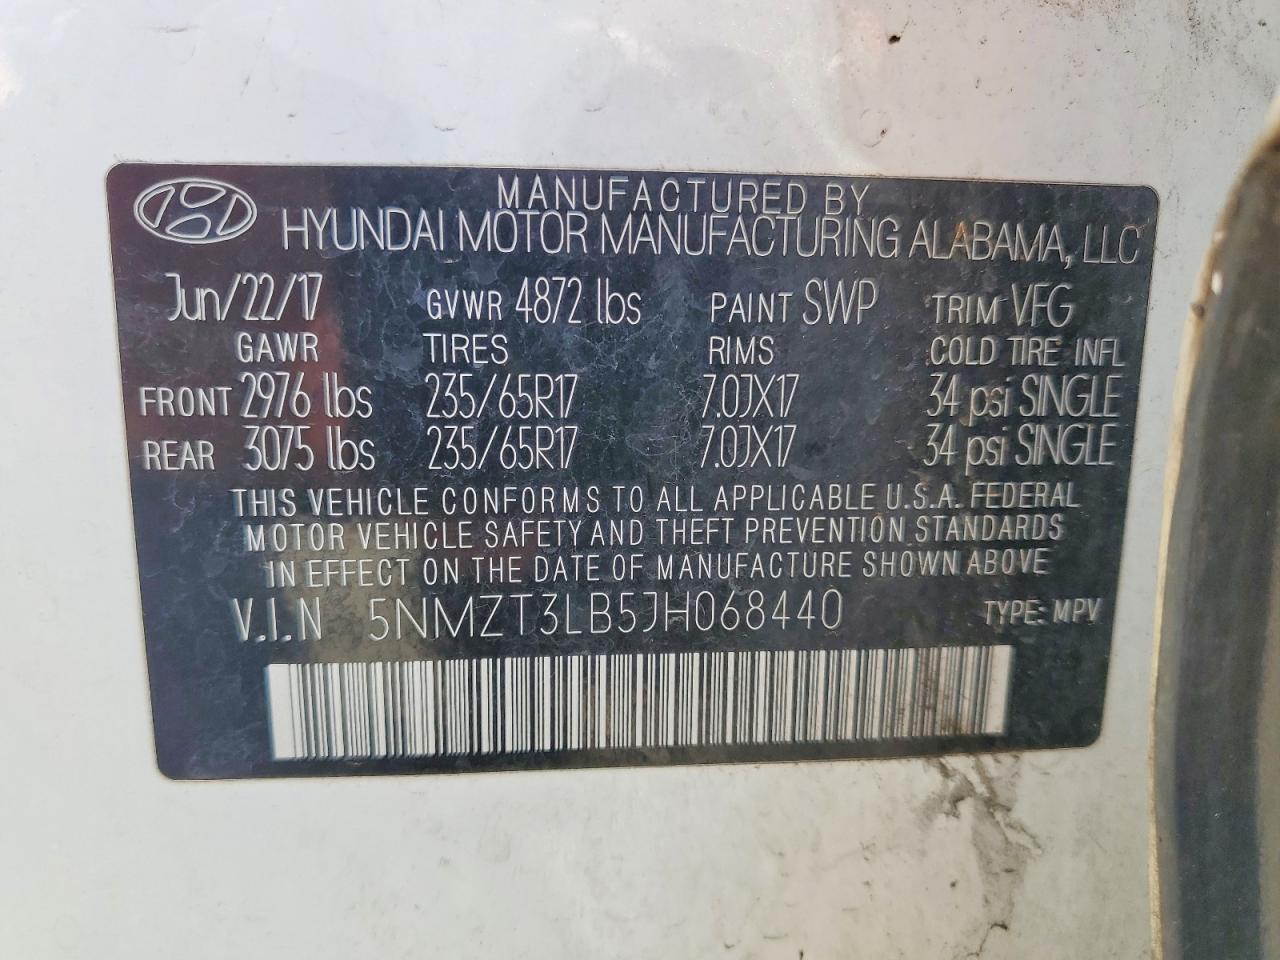 MANUFACTURED BY
HYUNDAI MOTOR MANUFACTURING ALABAMA, LLC
Jun/22/17 GVWR 4872 lbs PAINT SWP TRIM VFG
GAWR TIRES RIMS COLD TIRE INFL
FRONT 2976 lbs 235/65R17 7.0JX17 34 psi SINGLE
REAR 3075 lbs 235/65R17 7.0JX17 34 psi SINGLE
THIS VEHICLE CONFORMS TO ALL APPLICABLE U.S.A. FEDERAL
MOTOR VEHICLE SAFETY AND THEFT PREVENTION STANDARDS
IN EFFECT ON THE DATE OF MANUFACTURE SHOWN ABOVE
V.I.N 5NMZT3LB5JH068440 TYPE: MPV